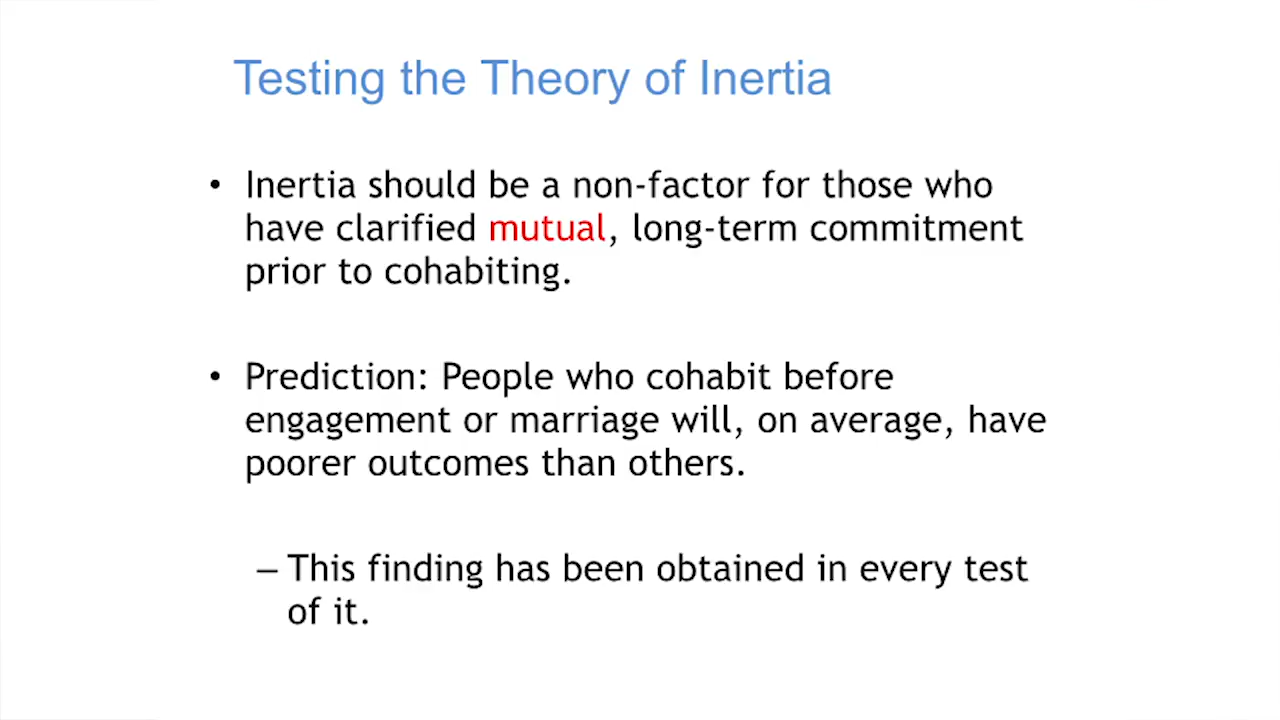 Testing the Theory of Inertia
• Inertia should be a non-factor for those who
have clarified mutual, long-term commitment
prior to cohabiting.
• Prediction: People who cohabit before
engagement or marriage will, on average, have
poorer outcomes than others.
– This finding has been obtained in every test
of it.